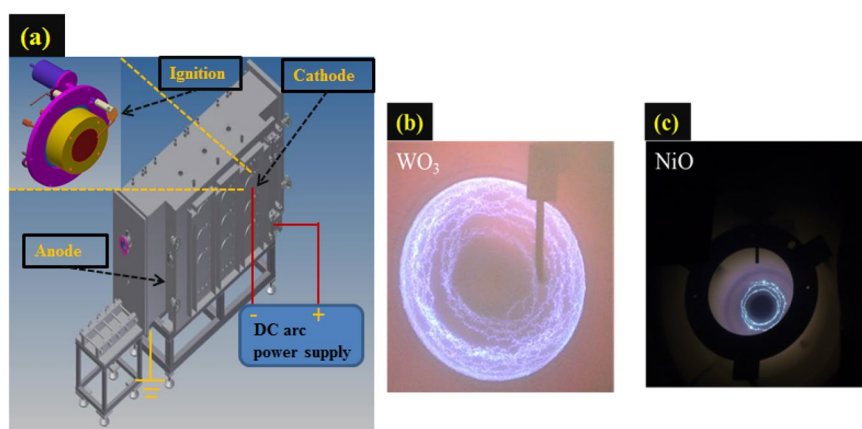 (a)
Ignition
Cathode
Anode
- +
DC arc
power supply
(b)
WO₃
(c)
NiO